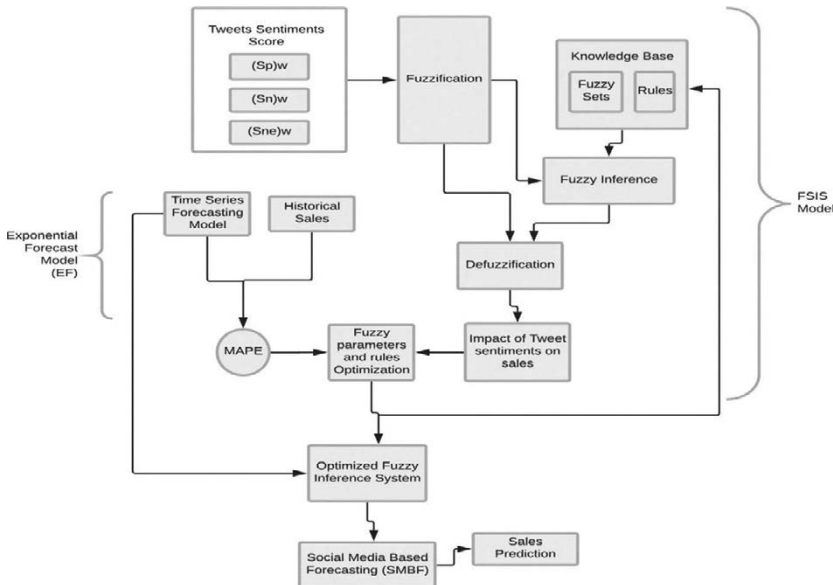 Tweets Sentiments
Score
(Sp)w
(Sn)w
(Sne)w
Fuzzification
Knowledge Base
Fuzzy
Sets
Rules
Fuzzy Inference
FSIS
Model
Time Series
Forecasting
Model
Historical
Sales
Exponential
Forecast
Model
(EF)
Defuzzification
MAPE
Fuzzy
parameters
and rules
Optimization
Impact of Tweet
sentiments on
sales
Optimized Fuzzy
Inference System
Social Media Based
Forecasting (SMBF)
Sales
Prediction